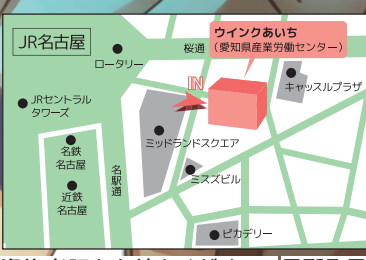 JR名古屋
ロータリー
桜通
ウインクあいち
(愛知県産業労働センター)
キャッスルプラザ
IN
JRセントラル
タワーズ
ミッドランドスクエア
名鉄
名古屋
ミスズビル
名駅通
近鉄
名古屋
ピカデリー